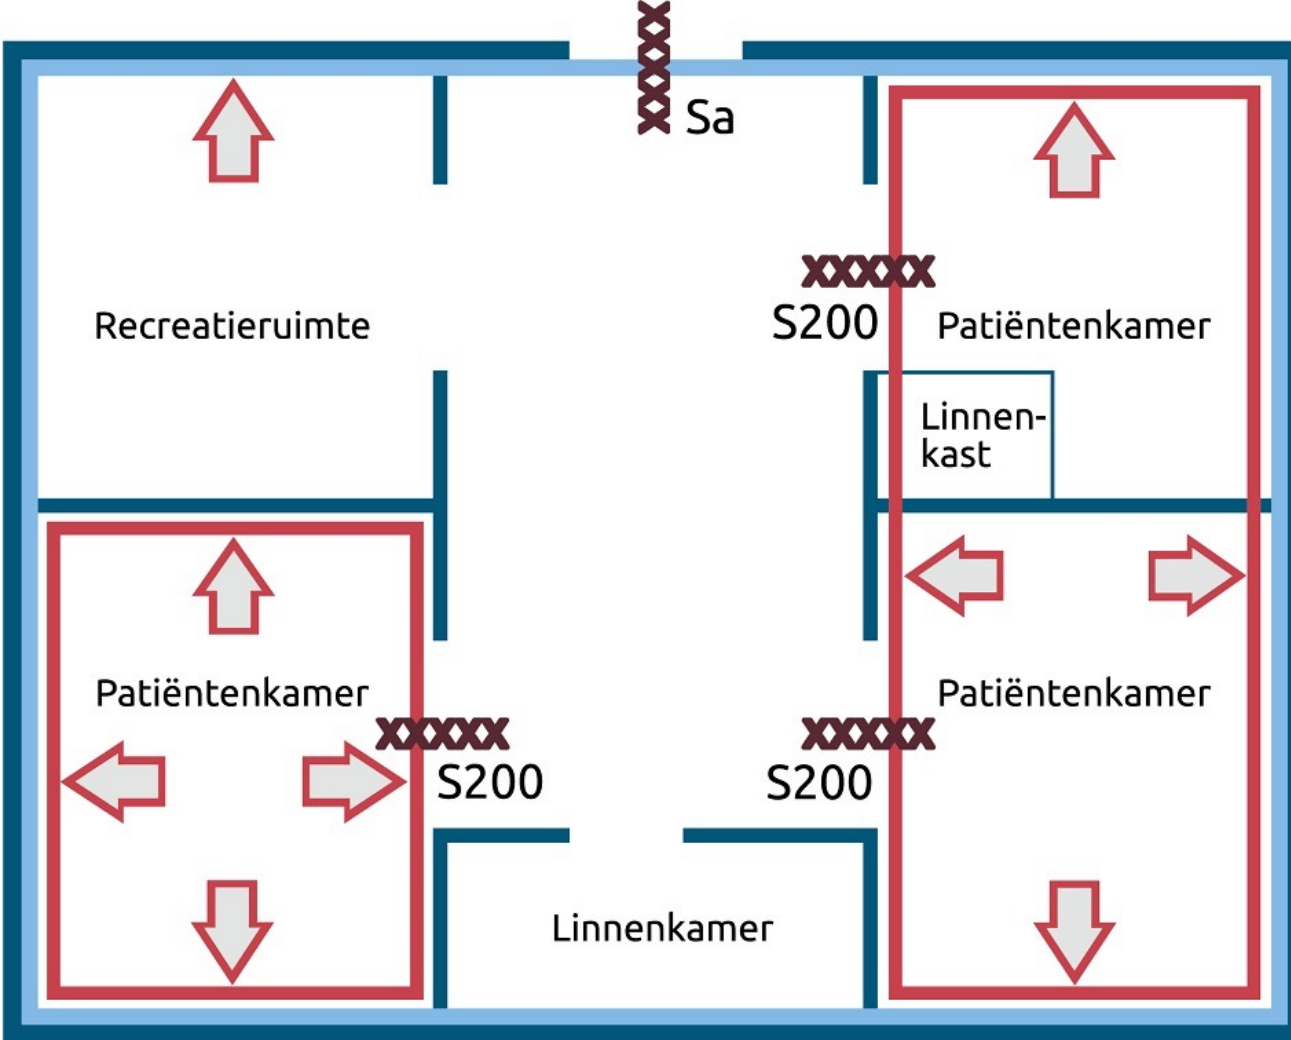 Sa
Recreatieruimte
S200
Patiëntenkamer
Linnen-
kast
Patiëntenkamer
S200
S200
Patiëntenkamer
Linnenkamer